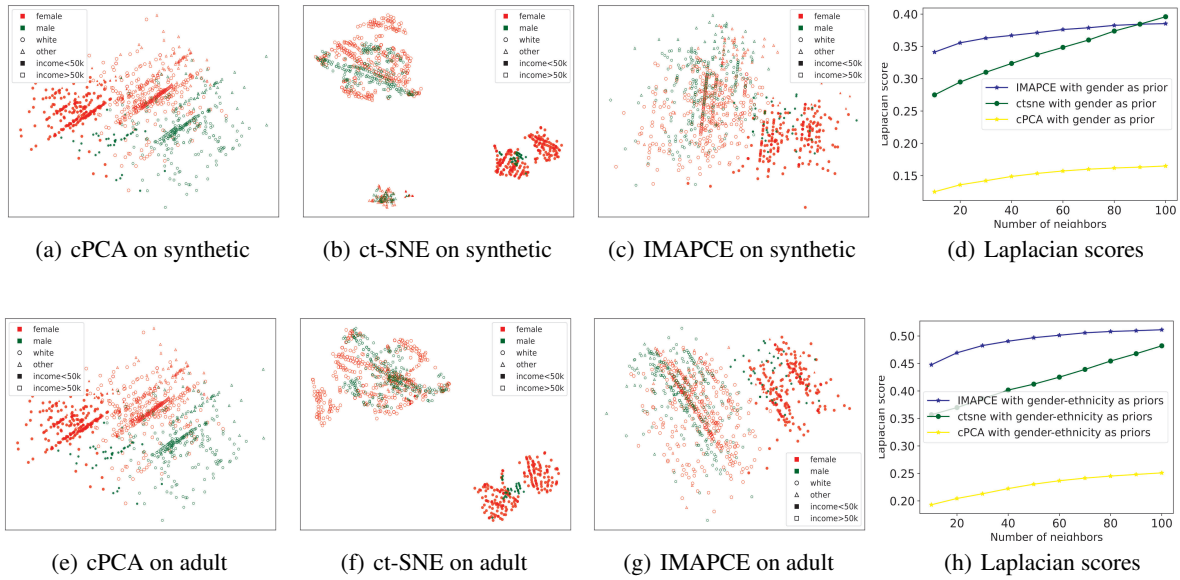 female
male
white
other
income<50k
income>50k
female
male
white
other
income<50k
income>50k
female
male
white
other
income<50k
income>50k
0.40
0.35
0.30
0.25
0.20
0.15
Laplacian score
IMAPCE with gender as prior
ctsne with gender as prior
cPCA with gender as prior
20 40 60 80 100
Number of neighbors
(a) cPCA on synthetic
(b) ct-SNE on synthetic
(c) IMAPCE on synthetic
(d) Laplacian scores
female
male
white
other
income<50k
income>50k
female
male
white
other
income<50k
income>50k
female
male
white
other
income<50k
income>50k
0.50
0.45
0.40
0.35
0.30
0.25
0.20
Laplacian score
IMAPCE with gender-ethnicity as priors
ctsne with gender-ethnicity as priors
cPCA with gender-ethnicity as priors
20 40 60 80 100
Number of neighbors
(e) cPCA on adult
(f) ct-SNE on adult
(g) IMAPCE on adult
(h) Laplacian scores